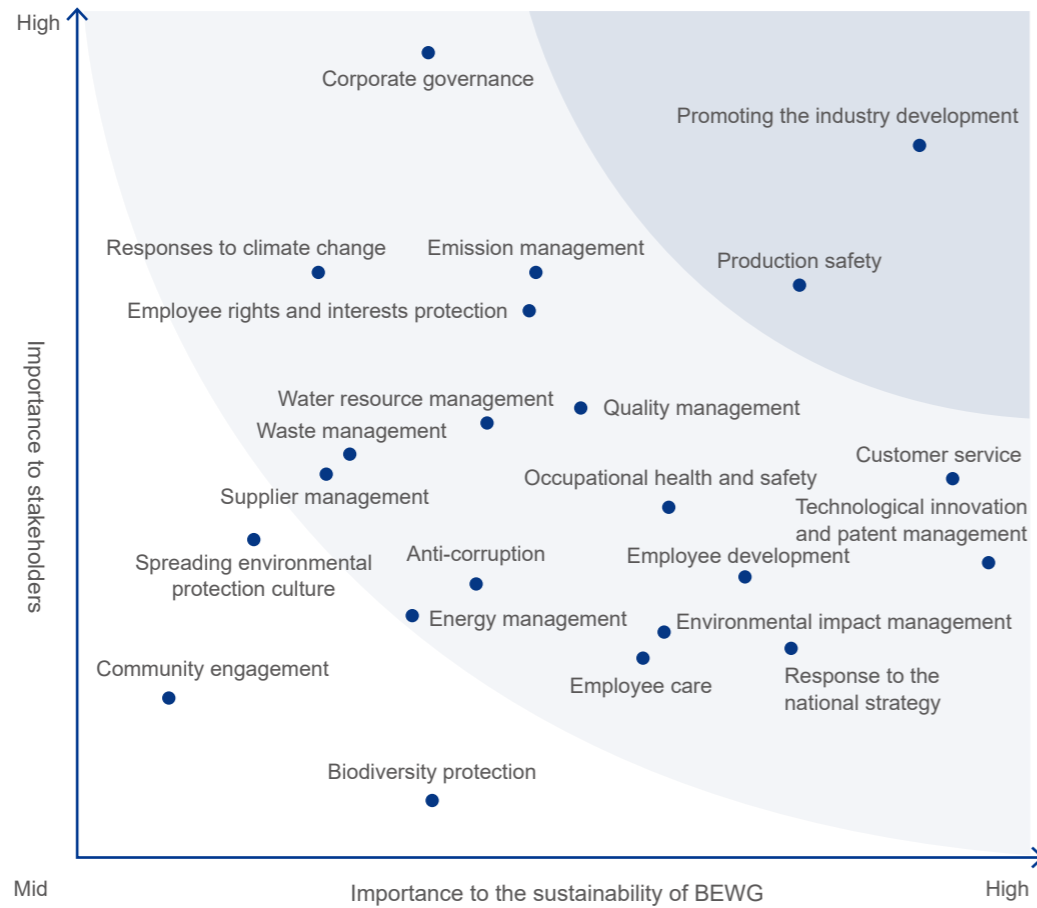 High
Corporate governance
Promoting the industry development
Responses to climate change
Emission management
Production safety
Employee rights and interests protection
Importance to stakeholders
Water resource management
Quality management
Waste management
Customer service
Occupational health and safety
Supplier management
Technological innovation
and patent management
Anti-corruption
Employee development
Spreading environmental
protection culture
Energy management
Environmental impact management
Community engagement
Employee care
Response to the
national strategy
Biodiversity protection
Mid
Importance to the sustainability of BEWG
High